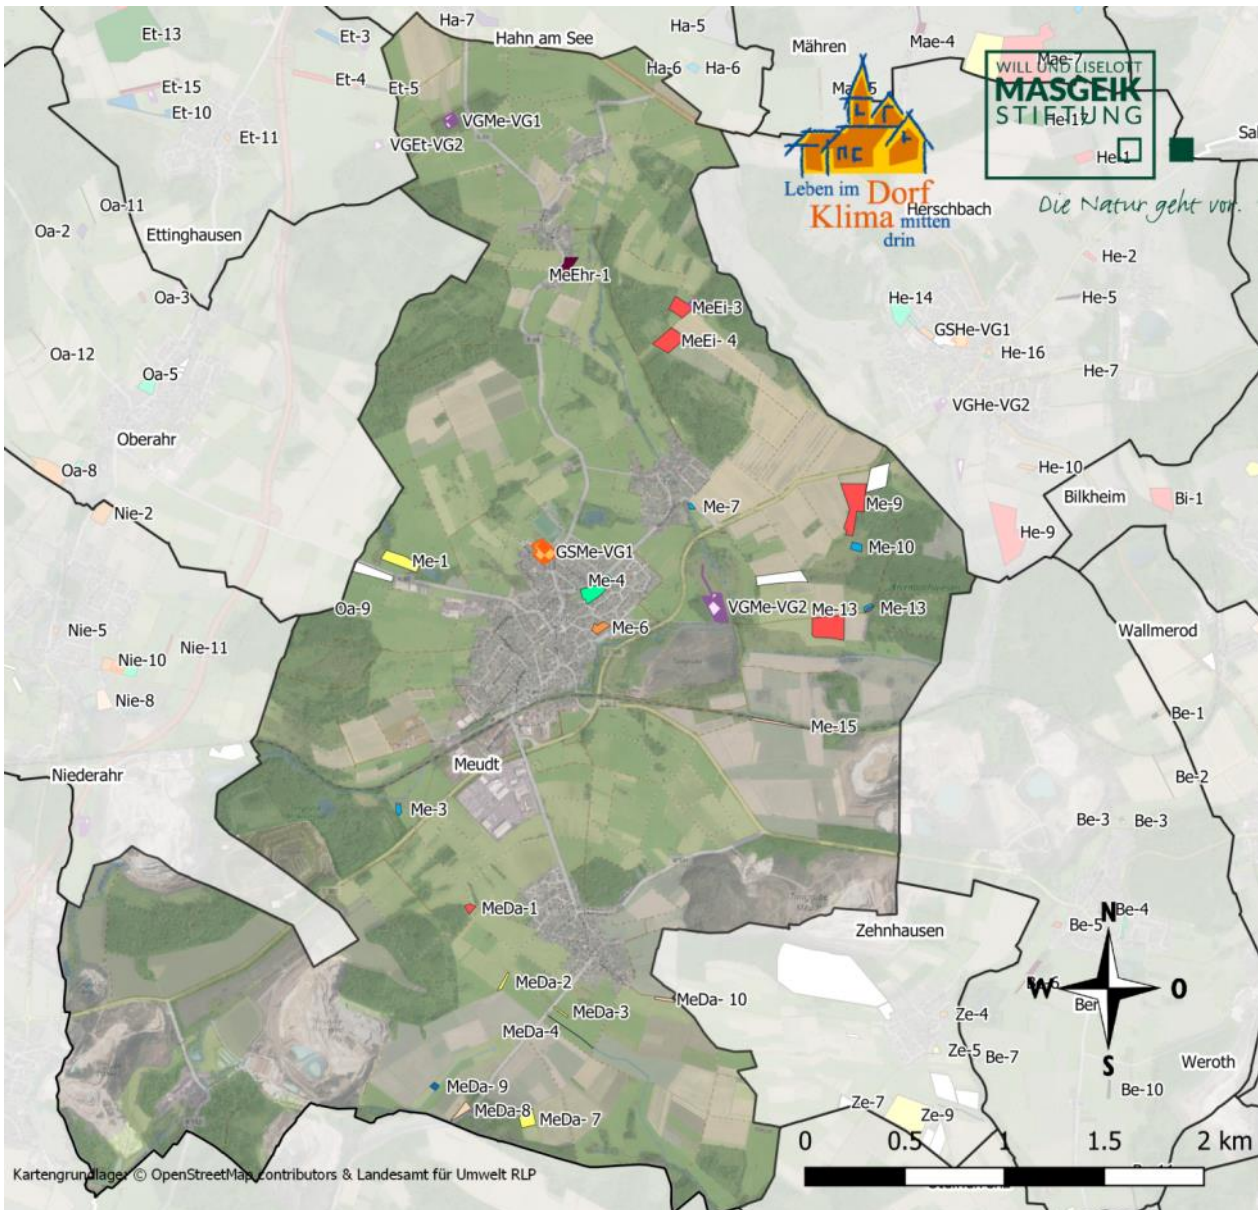 Ha-7
Ha-5
Et-13
Et-3
Hahn am See
Mähren
Mae-4
Mae-7
WILL UND LISELOTT
MASGEIK
STIFTUNG
Die Natur geht vor.
Ha-6
Ha-6
Et-4
Et-5
Et-15
Et-10
Et-11
VGMe-VG1
VGEt-VG2
He-17
He-1
Leben im Dorf
Klima mitten
drin
Herschbach
Oa-11
Oa-2
Ettinghausen
He-2
MeEhr-1
Oa-3
He-14
He-5
MeEi-3
GSHe-VG1
MeEi- 4
He-16
Oa-12
Oa-5
He-7
VGHe-VG2
Oberahr
Oa-8
He-10
Bilkheim
Bi-1
Nie-2
Me-7
Me-9
He-9
GSMe-VG1
Me-10
Me-1
Me-4
Oa-9
VGMe-VG2
Me-13
Me-13
Me-6
Nie-5
Wallmerod
Nie-11
Nie-10
Nie-8
Me-15
Be-1
Meudt
Niederahr
Be-2
Me-3
Be-3
Be-3
MeDa-1
N
Be-4
Be-5
Zehnhausen
MeDa-2
Be-6
W
O
MeDa- 10
MeDa-3
Ze-4
MeDa-4
Ze-5
Be-7
S
Weroth
MeDa- 9
Be-10
MeDa-8
MeDa- 7
Ze-7
Ze-9
0
0.5
1
1.5
2 km
Kartengrundlage: © OpenStreetMap contributors & Landesamt für Umwelt RLP